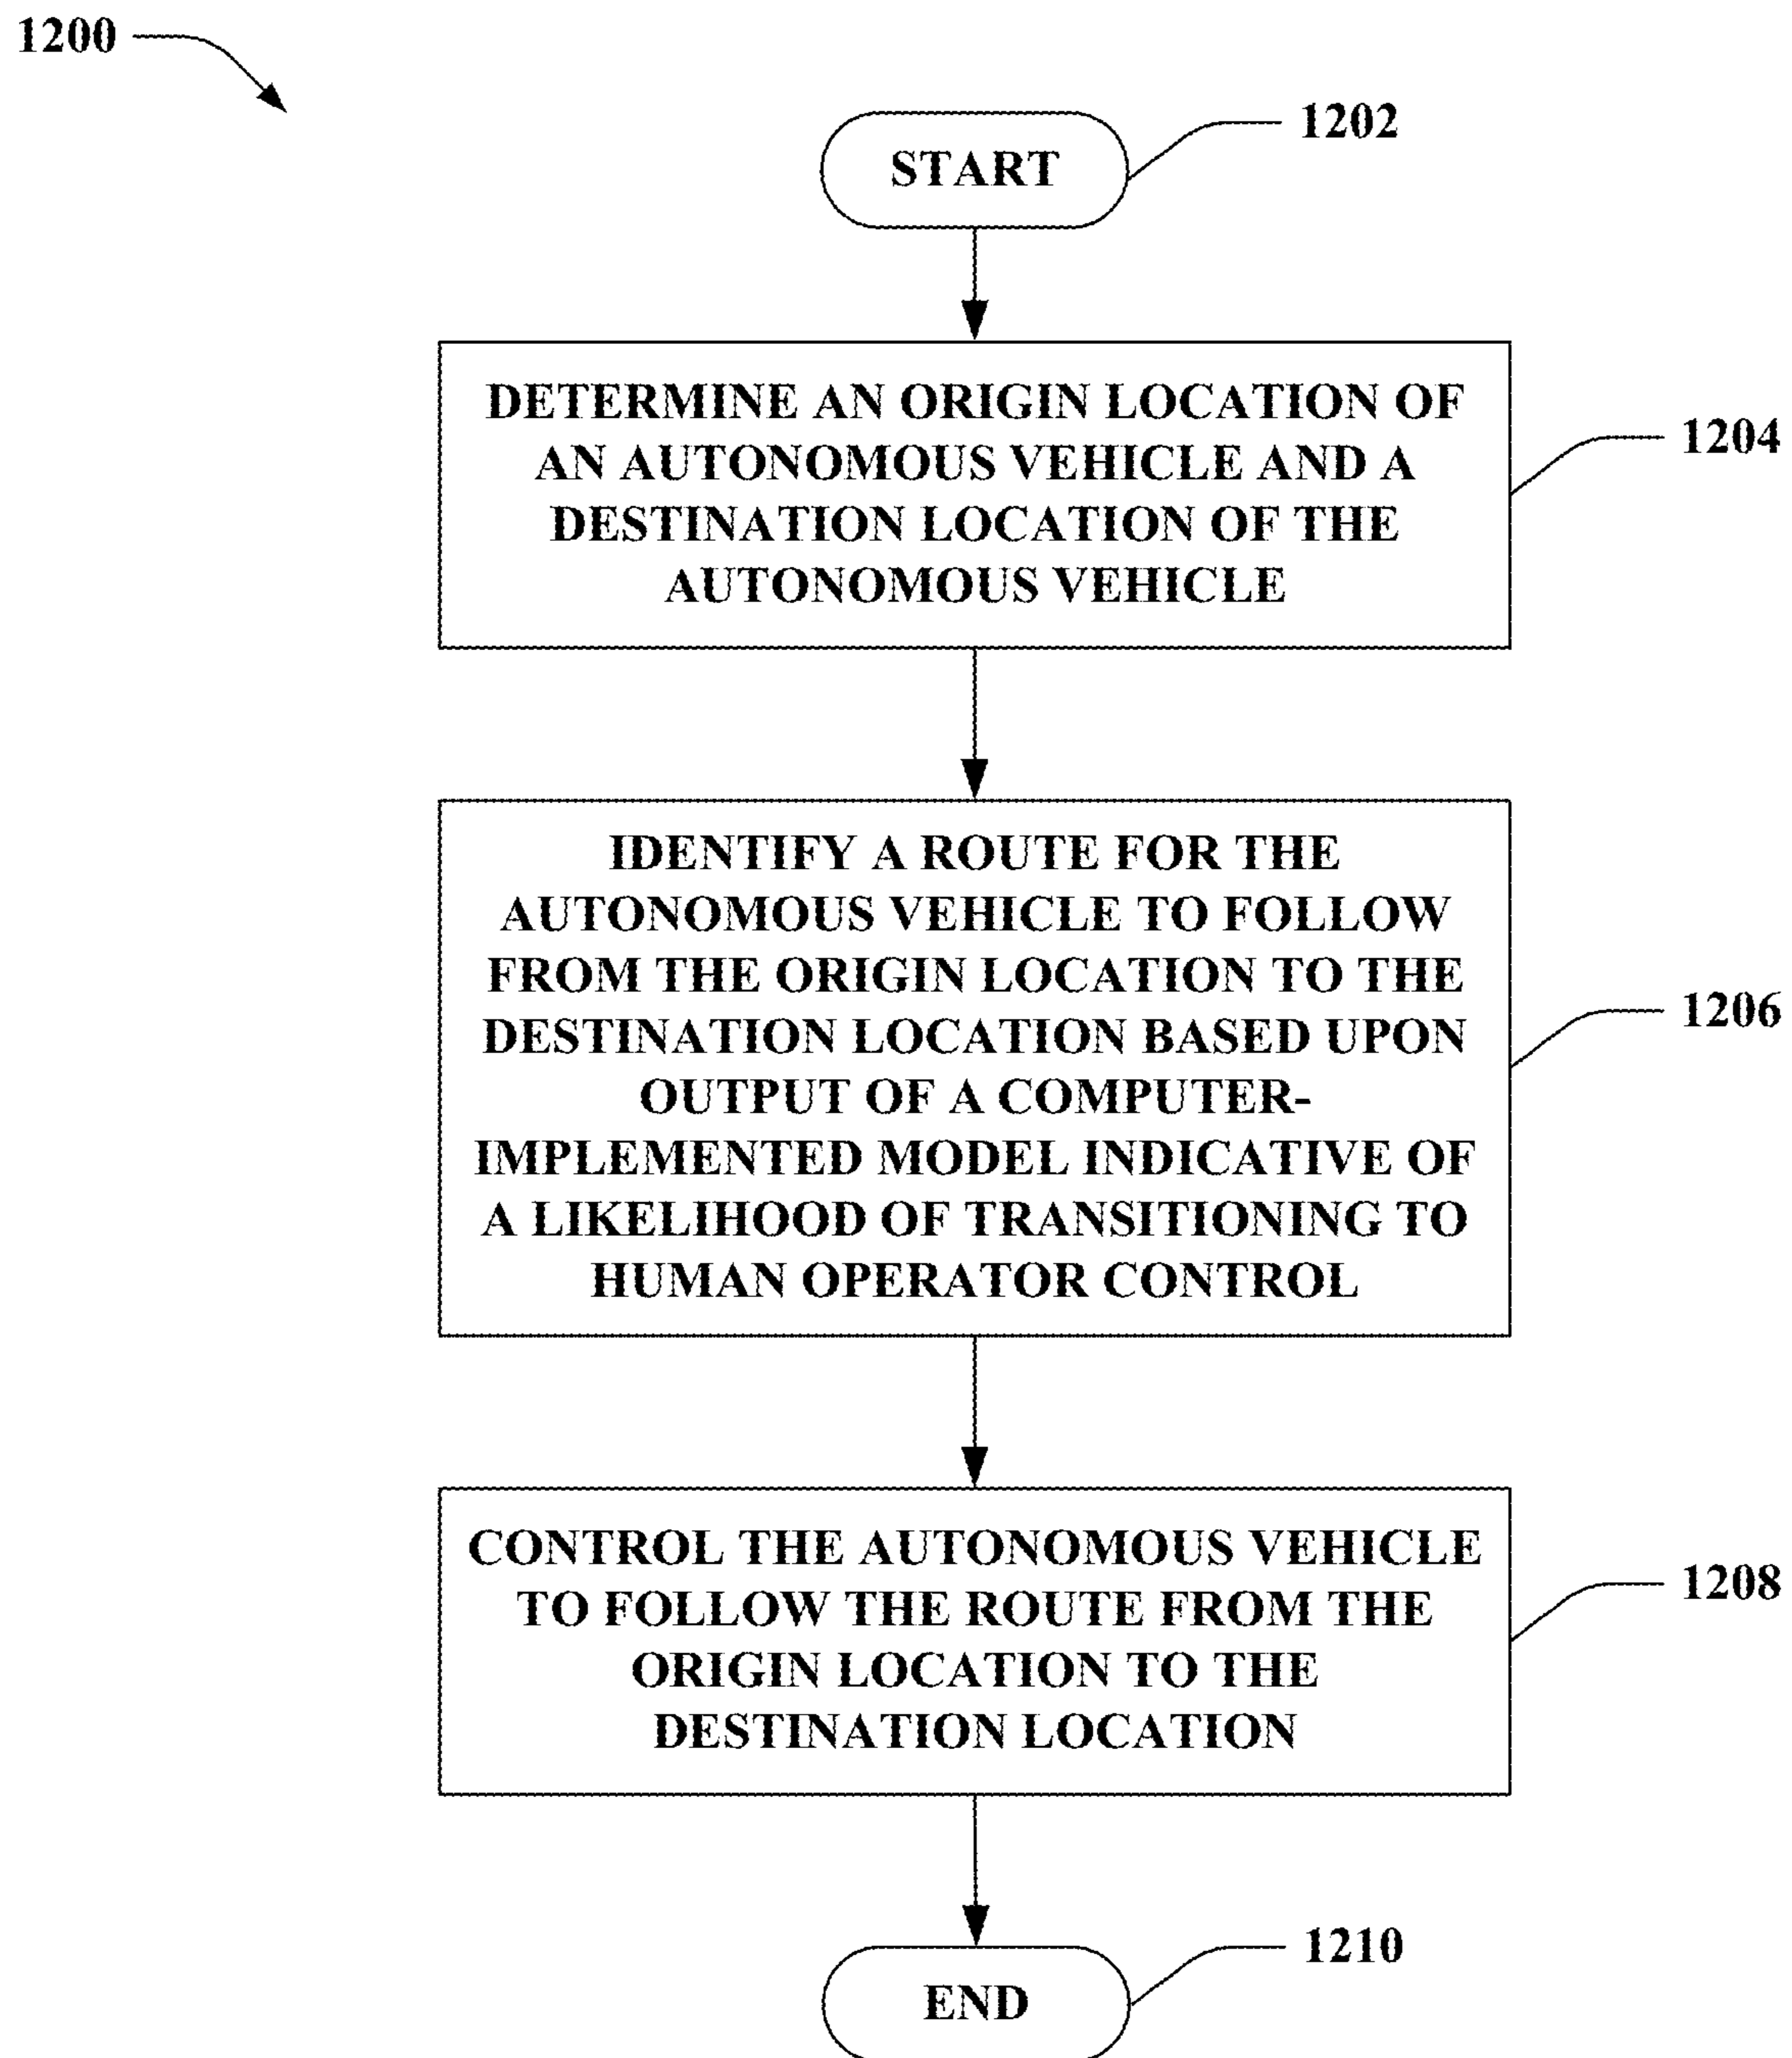 1200
1202
START
DETERMINE AN ORIGIN LOCATION OF
AN AUTONOMOUS VEHICLE AND A
DESTINATION LOCATION OF THE
AUTONOMOUS VEHICLE
1204
IDENTIFY A ROUTE FOR THE
AUTONOMOUS VEHICLE TO FOLLOW
FROM THE ORIGIN LOCATION TO THE
DESTINATION LOCATION BASED UPON
OUTPUT OF A COMPUTER-
IMPLEMENTED MODEL INDICATIVE OF
A LIKELIHOOD OF TRANSITIONING TO
HUMAN OPERATOR CONTROL
1206
CONTROL THE AUTONOMOUS VEHICLE
TO FOLLOW THE ROUTE FROM THE
ORIGIN LOCATION TO THE
DESTINATION LOCATION
1208
1210
END